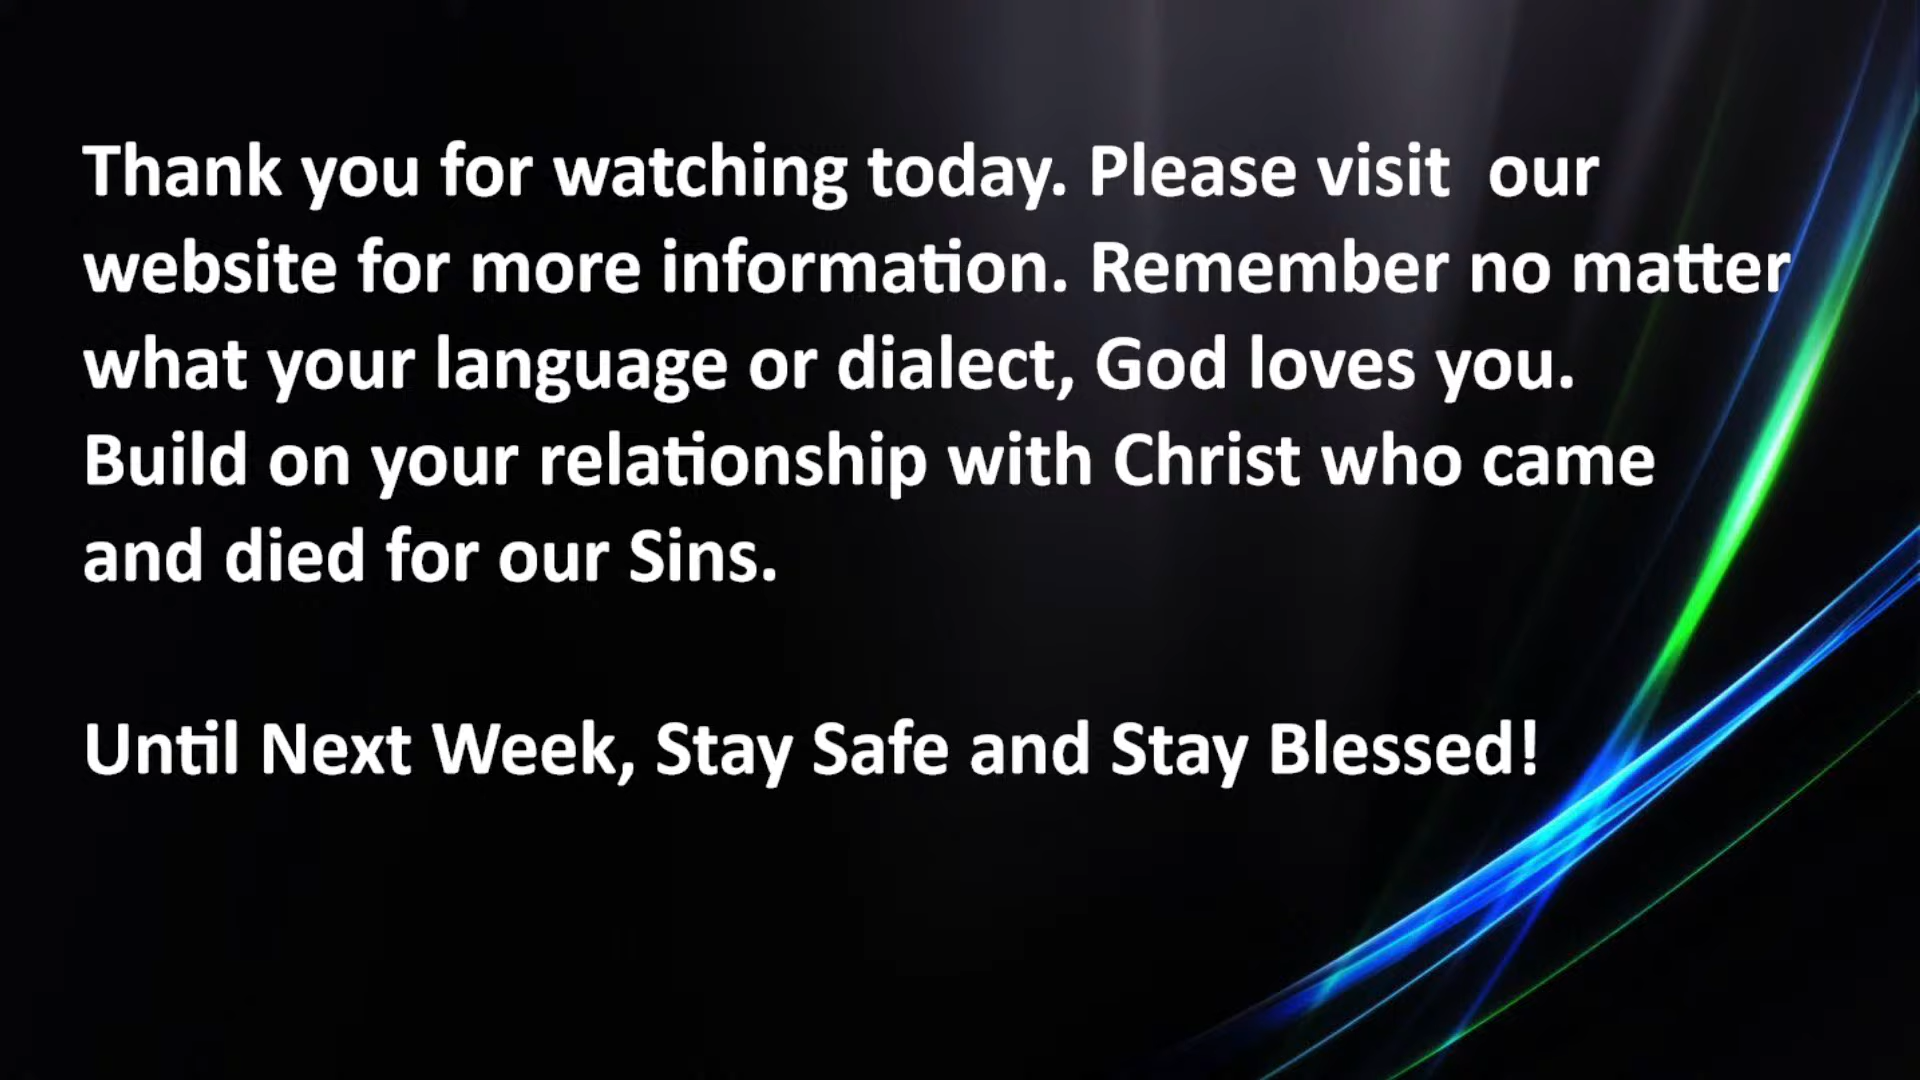 Thank you for watching today. Please visit  our
website for more information. Remember no matter
what your language or dialect, God loves you.
Build on your relationship with Christ who came
and died for our Sins.
Until Next Week, Stay Safe and Stay Blessed!